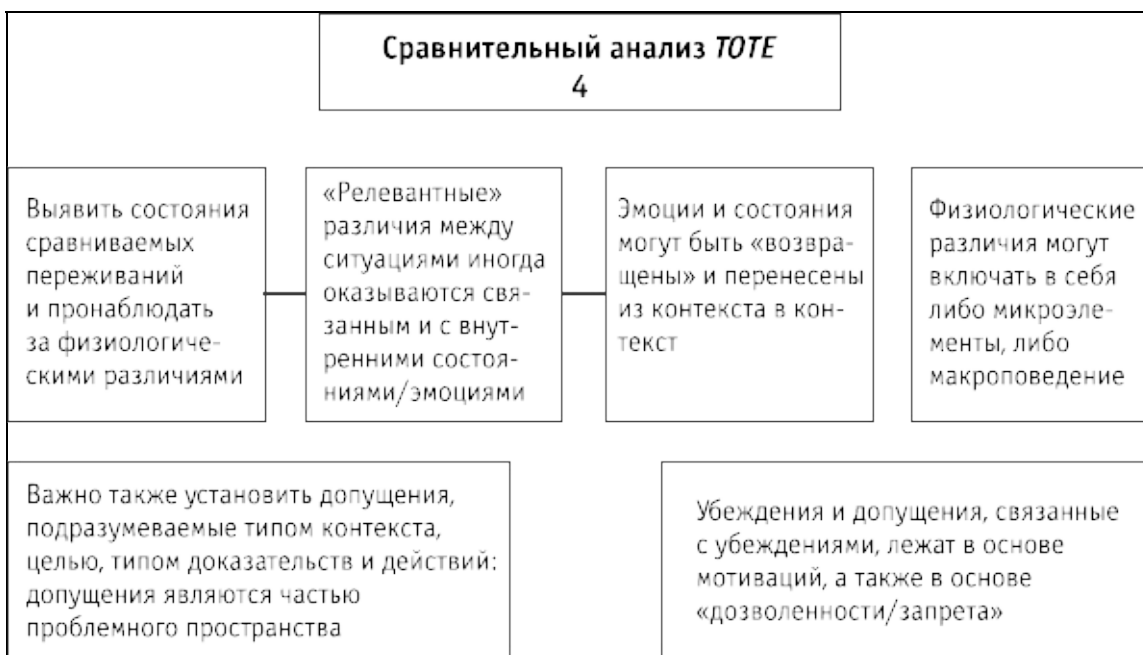 Сравнительный анализ TOTE
4
Выявить состояния
сравниваемых
переживаний
и пронаблюдать
за физиологиче-
скими различиями
«Релевантные»
различия между
ситуациями иногда
оказываются свя-
занным и с внут-
ренними состоя-
ниями/эмоциями
Эмоции и состояния
могут быть «возвра-
щены» и перенесены
из контекста в кон-
текст
Физиологические
различия могут
включать в себя
либо микроэле-
менты, либо
макроповедение
Важно также установить допущения,
подразумеваемые типом контекста,
целью, типом доказательств и действий:
допущения являются частью
проблемного пространства
Убеждения и допущения, связанные
с убеждениями, лежат в основе
мотиваций, а также в основе
«дозволенности/запрета»